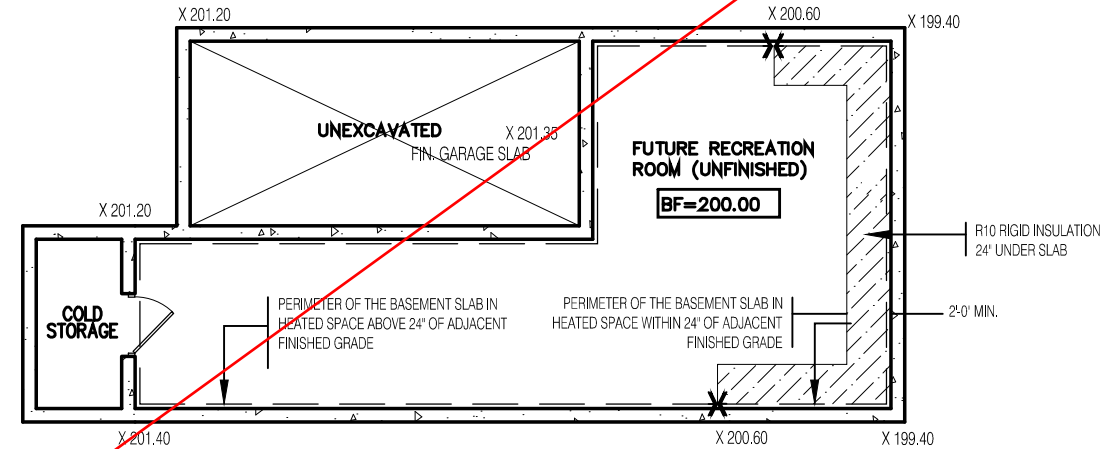 X 201.20
X 200.60
X 199.40
UNEXCAVATED
X 201.35
FIN. GARAGE SLAB
FUTURE RECREATION
ROOM (UNFINISHED)
BF=200.00
X 201.20
R10 RIGID INSULATION
24" UNDER SLAB
COLD
STORAGE
PERIMETER OF THE BASEMENT SLAB IN
HEATED SPACE ABOVE 24" OF ADJACENT
FINISHED GRADE
PERIMETER OF THE BASEMENT SLAB IN
HEATED SPACE WITHIN 24" OF ADJACENT
FINISHED GRADE
2'-0' MIN.
X 201.40
X 200.60
X 199.40